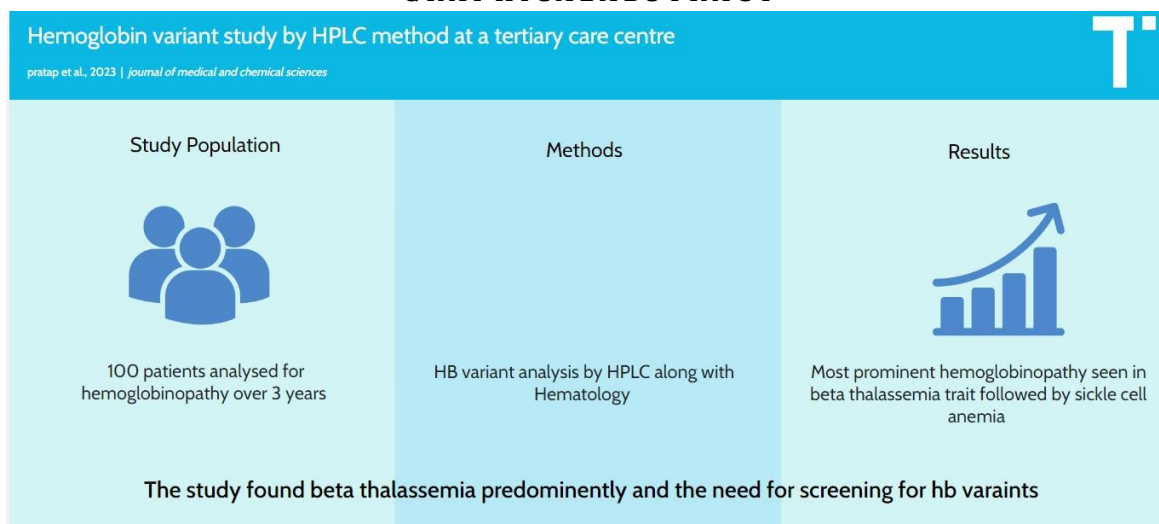 Hemoglobin variant study by HPLC method at a tertiary care centre
pratap et al., 2023 | journal of medical and chemical sciences
Study Population
Methods
Results
100 patients analysed for
hemoglobinopathy over 3 years
HB variant analysis by HPLC along with
Hematology
Most prominent hemoglobinopathy seen in
beta thalassemia trait followed by sickle cell
anemia
The study found beta thalassemia predominently and the need for screening for hb varaints